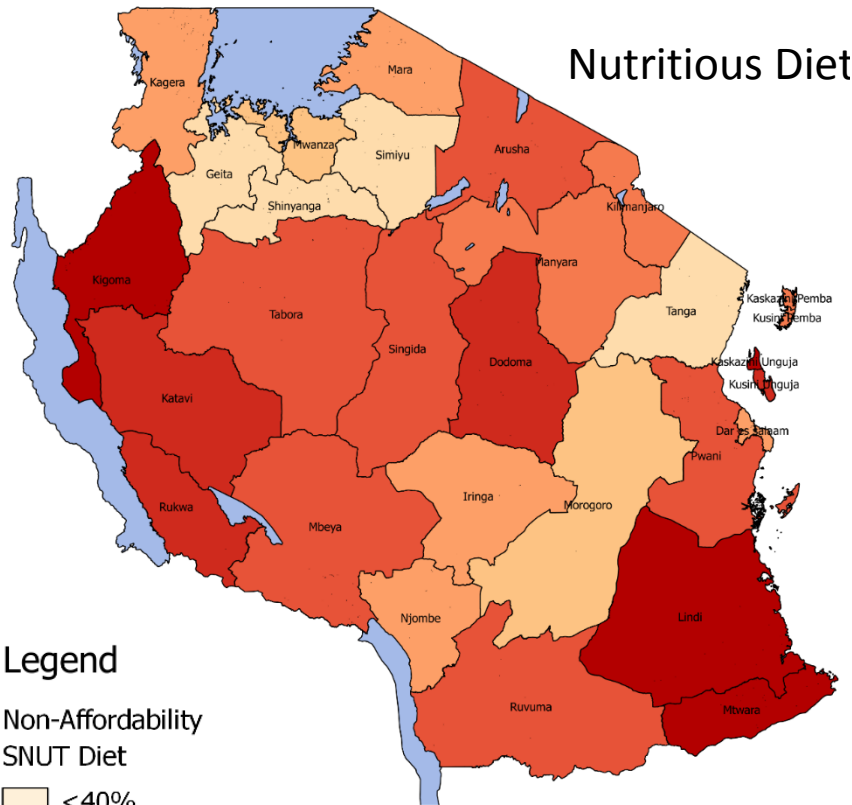 Nutritious Diet
Kagera
Mara
Mwanza
Simiyu
Arusha
Geita
Shinyanga
Kilimanjaro
Kigoma
Manyara
Kaskazini Pemba
Tabora
Tanga
Kusini Pemba
Singida
Dodoma
Kaskazini Unguja
Kusini Unguja
Katavi
Dar es Salaam
Pwani
Iringa
Rukwa
Morogoro
Mbeya
Njombe
Lindi
Legend
Ruvuma
Mtwara
Non-Affordability
SNUT Diet
<40%